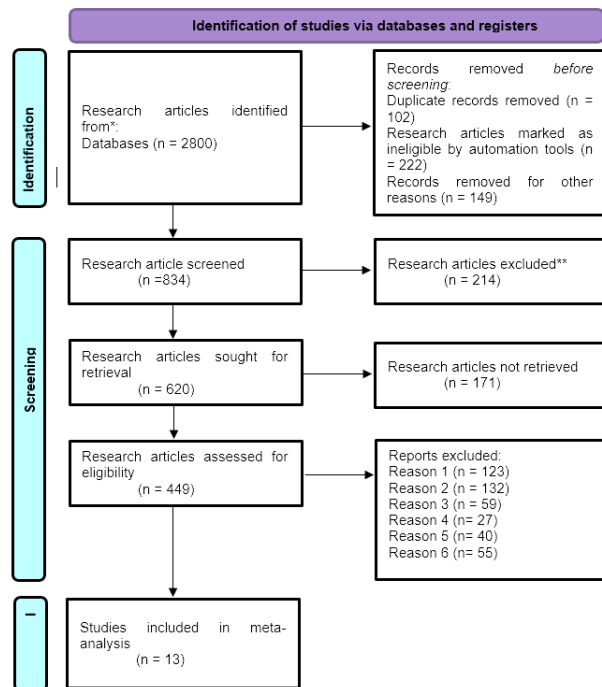 Identification of studies via databases and registers
Identification
Research articles identified
from*:
Databases (n = 2800)
Records removed before
screening:
Duplicate records removed (n =
102)
Research articles marked as
ineligible by automation tools (n
= 222)
Records removed for other
reasons (n = 149)
Screening
Research article screened
(n =834)
Research articles excluded**
(n = 214)
Research articles sought for
retrieval
(n = 620)
Research articles not retrieved
(n = 171)
Research articles assessed for
eligibility
(n = 449)
Reports excluded:
Reason 1 (n = 123)
Reason 2 (n = 132)
Reason 3 (n = 59)
Reason 4 (n= 27)
Reason 5 (n= 40)
Reason 6 (n= 55)
I
Studies included in meta-
analysis
(n = 13)